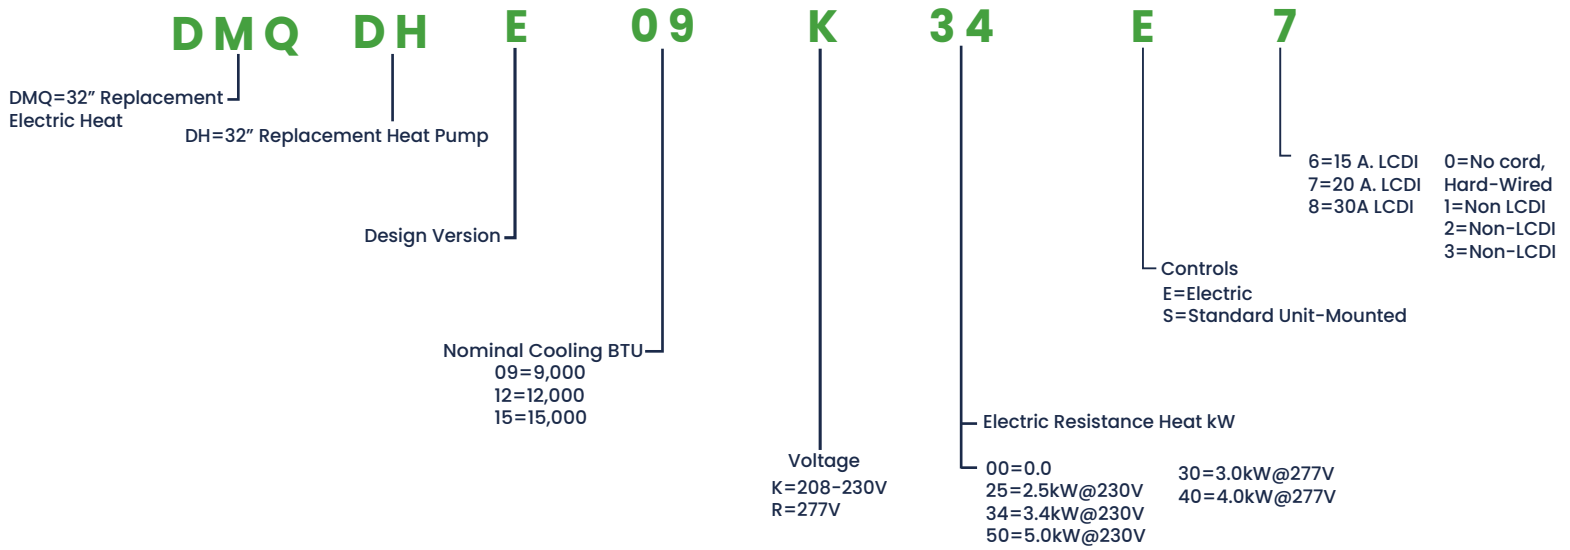 DMQ DH E 09 K 34 E 7
DMQ=32” Replacement
Electric Heat
DH=32” Replacement Heat Pump
Design Version
Nominal Cooling BTU
09=9,000
12=12,000
15=15,000
Voltage
K=208-230V
R=277V
Electric Resistance Heat kW
00=0.0
25=2.5kW@230V
34=3.4kW@230V
50=5.0kW@230V
30=3.0kW@277V
40=4.0kW@277V
Controls
E=Electric
S=Standard Unit-Mounted
6=15 A. LCDI
7=20 A. LCDI
8=30A LCDI
0=No cord,
Hard-Wired
1=Non LCDI
2=Non-LCDI
3=Non-LCDI